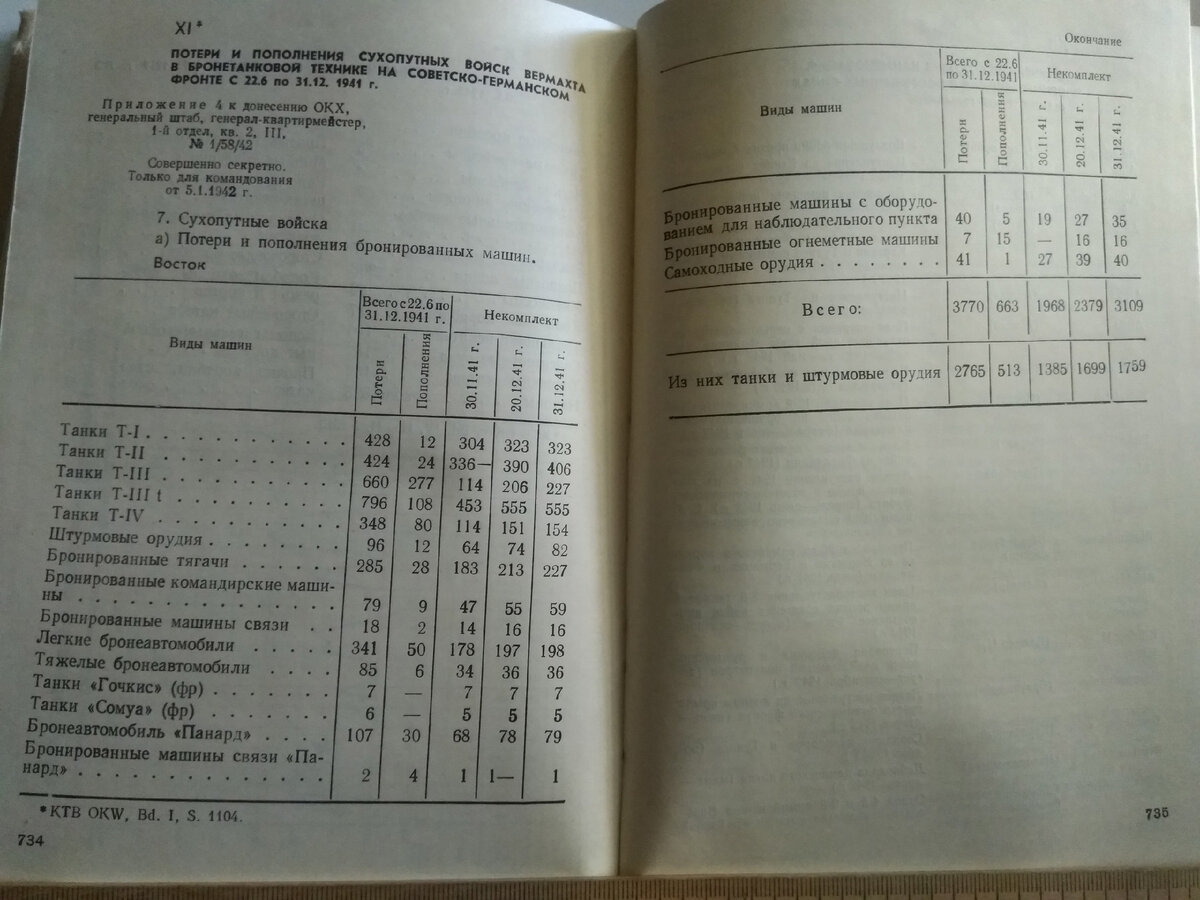 XI*
ПОТЕРИ И ПОПОЛНЕНИЯ СУХОПУТНЫХ ВОЙСК ВЕРМАХТА
В БРОНЕТАНКОВОЙ ТЕХНИКЕ НА СОВЕТСКО-ГЕРМАНСКОМ
ФРОНТЕ С 22.6 по 31.12. 1941 г.
Приложение 4 к донесению ОКХ,
генеральный штаб, генерал-квартирмейстер,
1-й отдел, кв. 2, III,
№ 1/58/42
Совершенно секретно.
Только для командования
от 5.1.1942 г.
7. Сухопутные войска
а) Потери и пополнения бронированных машин.
Восток
Виды машин
Всего с 22.6 по
31.12.1941 г.
Некомплект
Потери
Пополнения
30.11.41 г.
20.12.41 г.
31.12.41 г.
Танки Т-I . . . . . . . . . . . . 428 12 304 323 323
Танки Т-II . . . . . . . . . . . 424 24 336— 390 406
Танки Т-III . . . . . . . . . . . 660 277 114 206 227
Танки Т-III t . . . . . . . . . . 796 108 453 555 555
Танки Т-IV . . . . . . . . . . . 348 80 114 151 154
Штурмовые орудия . . . . . . . . 96 12 64 74 82
Бронированные тягачи . . . . . . 285 28 183 213 227
Бронированные командирские маши-
ны . . . . . . . . . . . . . . . 79 9 47 55 59
Бронированные машины связи . . 18 2 14 16 16
Легкие бронеавтомобили . . . . . 341 50 178 197 198
Тяжелые бронеавтомобили . . . . 85 6 34 36 36
Танки «Гочкис» (фр) . . . . . . . 7 — 7 7 7
Танки «Сомуа» (фр) . . . . . . . 6 — 5 5 5
Бронеавтомобиль «Панард» . . . . 107 30 68 78 79
Бронированные машины связи «Па-
нард» . . . . . . . . . . . . . . 2 4 1 1— 1
* KTB OKW, Bd. I, S. 1104.
734
Окончание
Виды машин
Всего с 22.6
по 31.12.1941
Некомплект
Потери
Пополнения
30.11.41 г.
20.12.41 г.
31.12.41 г.
Бронированные машины с оборудо-
ванием для наблюдательного пункта 40 5 19 27 35
Бронированные огнеметные машины 7 15 — 16 16
Самоходные орудия . . . . . . . . 41 1 27 39 40
Всего: 3770 663 1968 2379 3109
Из них танки и штурмовые орудия 2765 513 1385 1699 1759
735